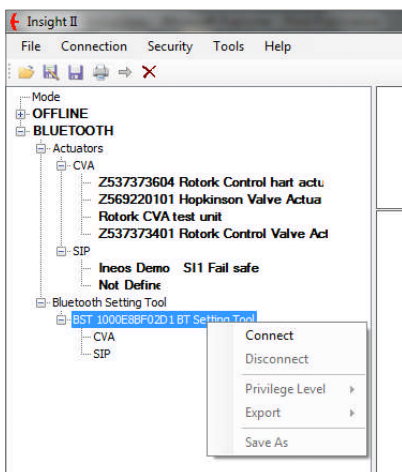 Insight II
File Connection Security Tools Help
Mode
OFFLINE
BLUETOOTH
Actuators
CVA
Z537373604 Rotork Control hart actu
Z569220101 Hopkinson Valve Actua
Rotork CVA test unit
Z537373401 Rotork Control Valve Act
SIP
Ineos Demo SI1 Fail safe
Not Define
Bluetooth Setting Tool
BST 1000E8BF02D1 BT Setting Tool
CVA
SIP
Connect
Disconnect
Privilege Level
Export
Save As